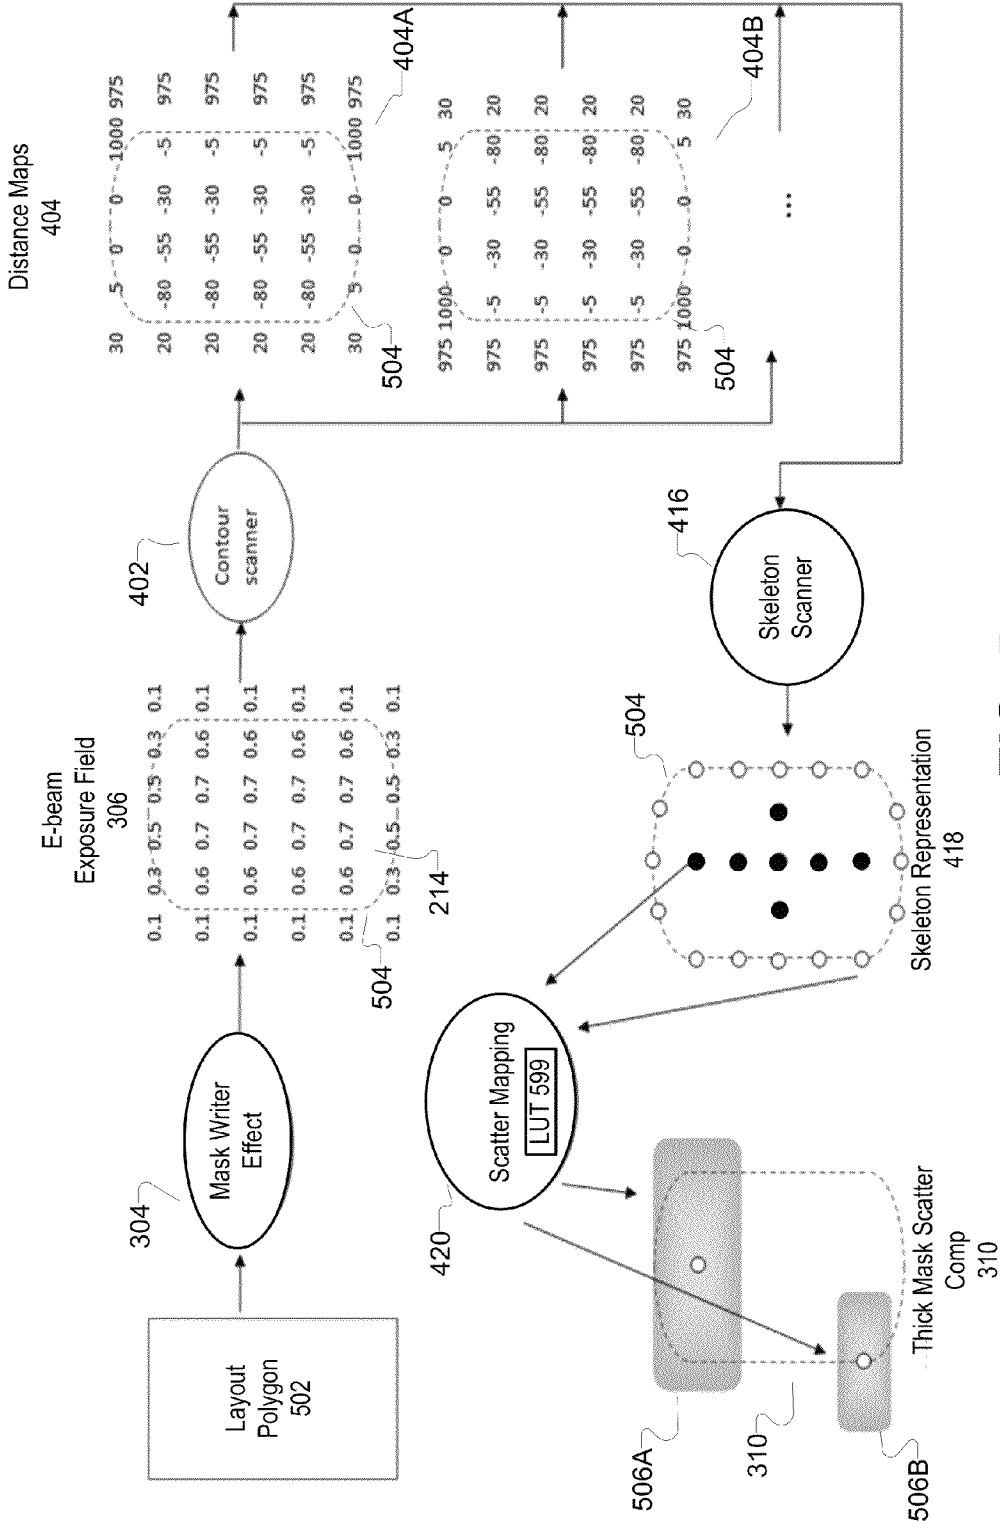 Distance Maps
404
E-beam
Exposure Field
306
304
402
Layout
Polygon
502
Mask Writer
Effect
0.1 0.3 0.5 0.5 0.3 0.1
0.1 0.6 0.7 0.7 0.6 0.1
0.1 0.6 0.7 0.7 0.6 0.1
0.1 0.6 0.7 0.7 0.6 0.1
0.1 0.6 0.7 0.7 0.6 0.1
0.1 0.3 0.5 0.5 0.3 0.1
504
214
Contour
scanner
30 5 0 0 1000 975
20 -80 -55 -30 -5 975
20 -80 -55 -30 -5 975
20 -80 -55 -30 -5 975
20 -80 -55 -30 -5 975
30 5 0 0 1000 975
504
404A
975 1000 0 0 5 30
975 -5 -30 -55 -80 20
975 -5 -30 -55 -80 20
975 -5 -30 -55 -80 20
975 -5 -30 -55 -80 20
975 1000 0 0 5 30
504
404B
...
420
Scatter Mapping
LUT 599
504
416
Skeleton
Scanner
506A
310
506B
Thick Mask Scatter
Comp
310
Skeleton Representation
418